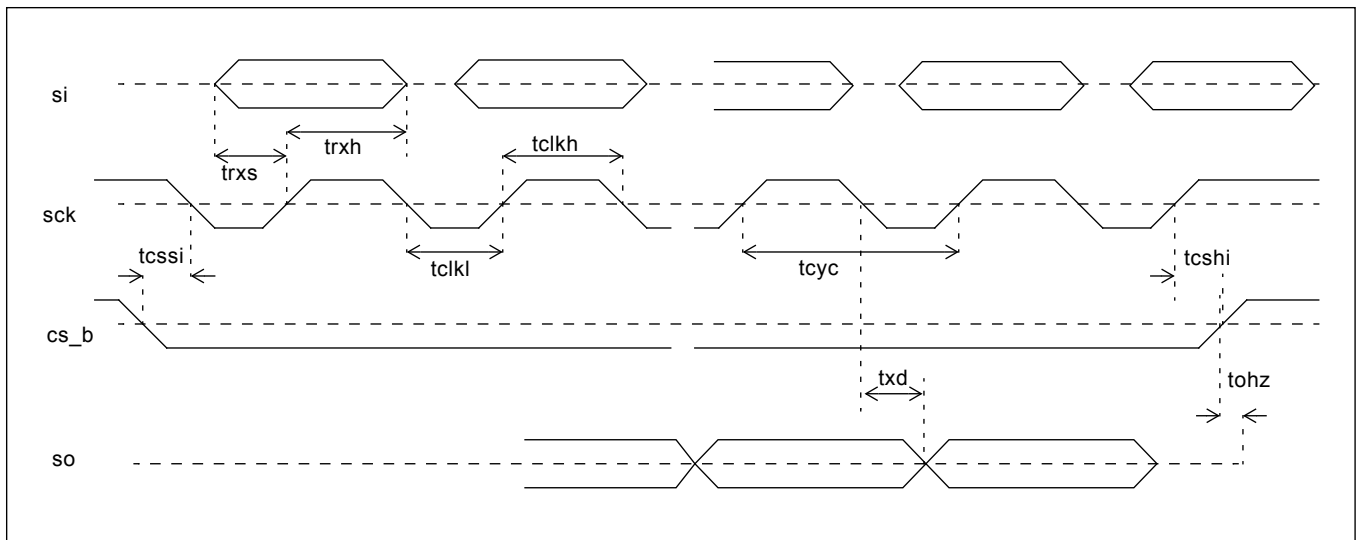 si
trxh
tclkh
trxs
sck
tcssi
tclkl
tcyc
tcshi
cs_b
txd
tohz
so